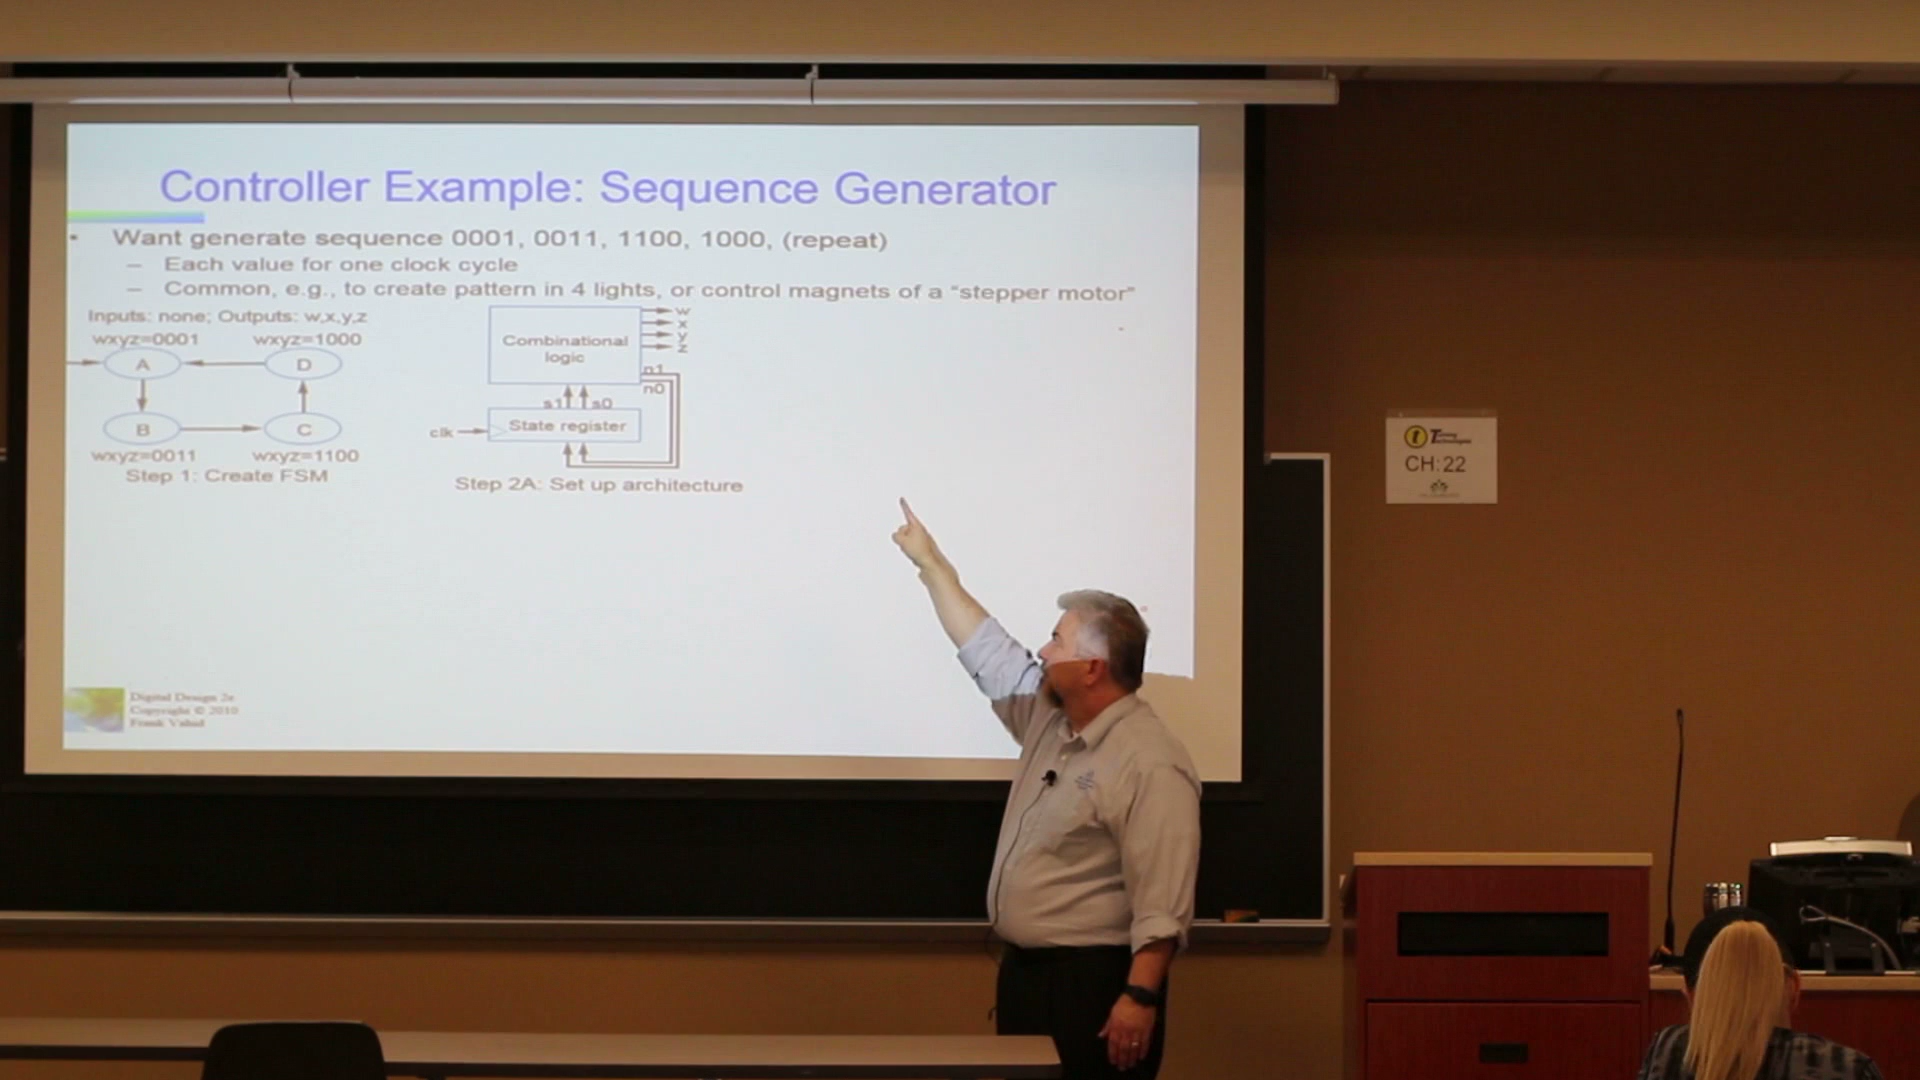 Controller Example: Sequence Generator
• Want generate sequence 0001, 0011, 1100, 1000, (repeat)
– Each value for one clock cycle
– Common, e.g., to create pattern in 4 lights, or control magnets of a "stepper motor"
Inputs: none; Outputs: w,x,y,z
wxyz=0001 wxyz=1000
A D
B C
wxyz=0011 wxyz=1100
Step 1: Create FSM
Combinational
logic
w
x
y
z
n1
n0
s1 s0
clk State register
Step 2A: Set up architecture
Digital Design 2e
Copyright © 2010
Frank Vahid
Turning
Technologies
CH: 22